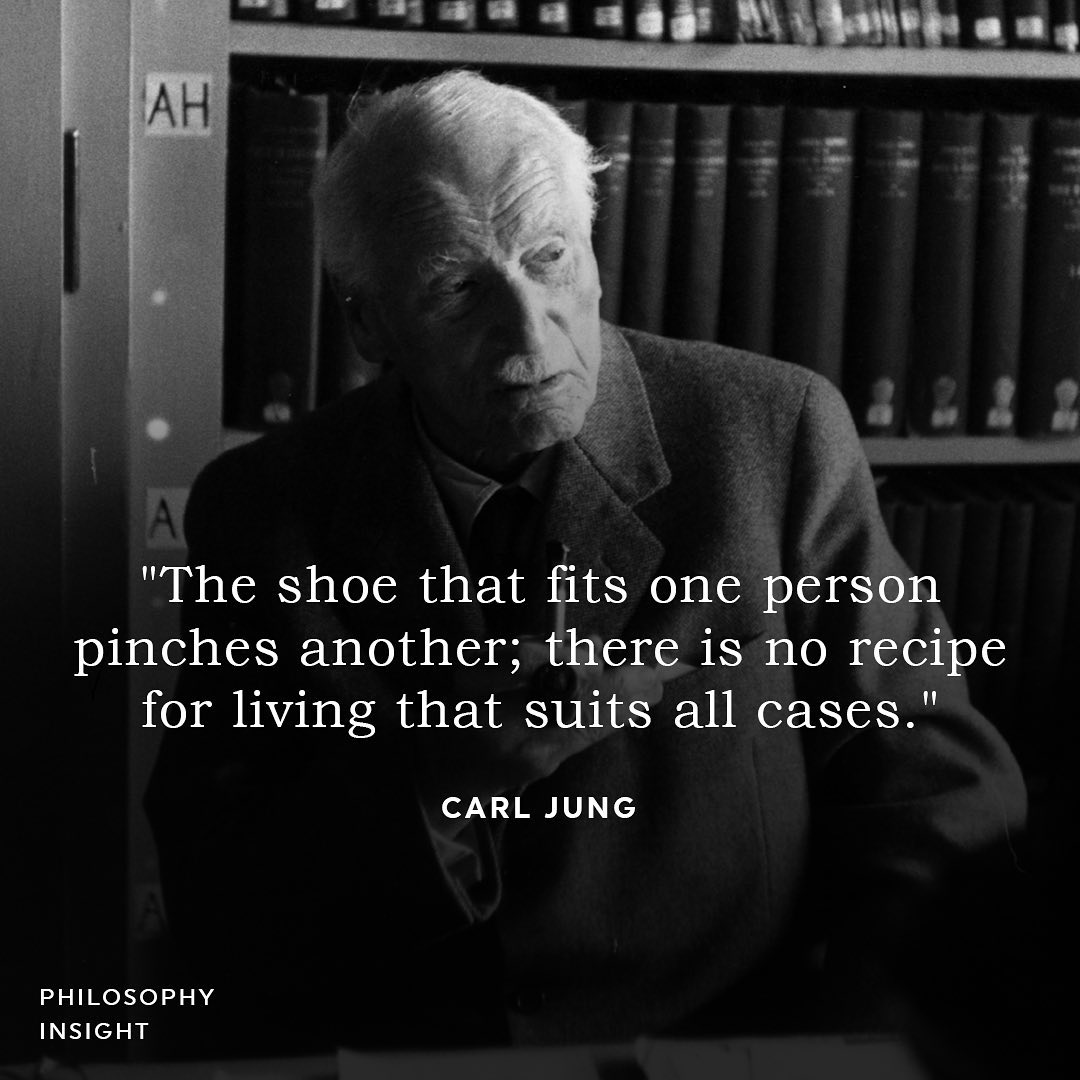 AH
A
"The shoe that fits one person
pinches another; there is no recipe
for living that suits all cases."
CARL JUNG
A
PHILOSOPHY
INSIGHT